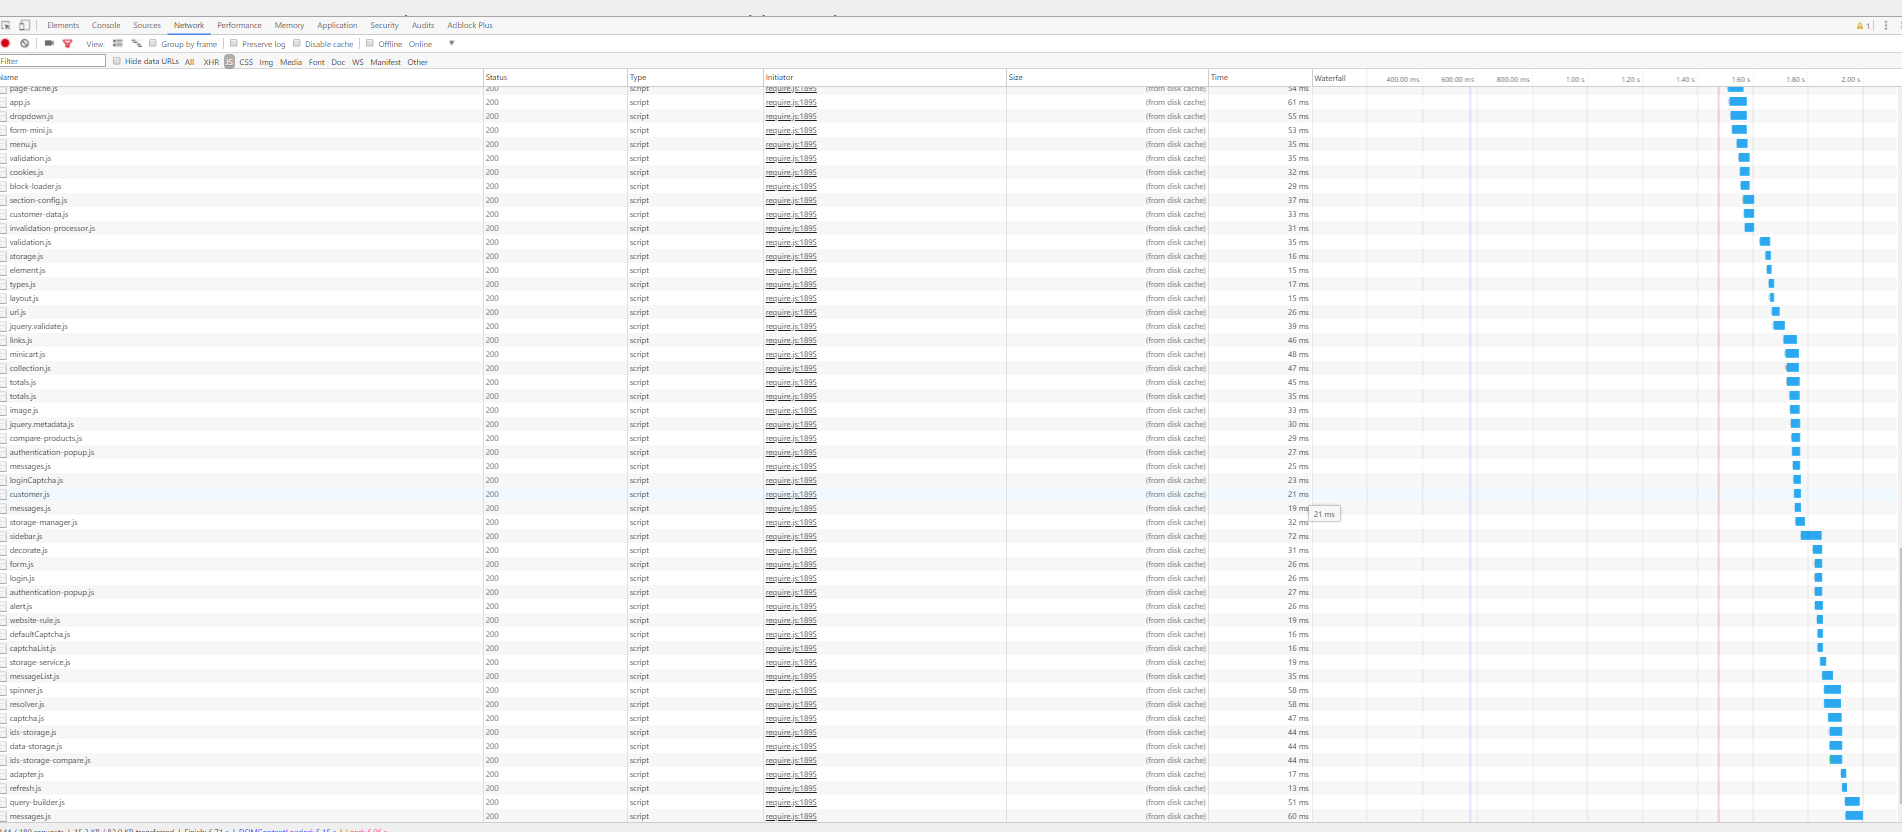 Elements Console Sources Network Performance Memory Application Security Audits Adblock Plus 1
View: Group by frame Preserve log Disable cache Offline Online
Filter Hide data URLs All XHR JS CSS Img Media Font Doc WS Manifest Other
Name Status Type Initiator Size Time Waterfall 400.00 ms 600.00 ms 800.00 ms 1.00 s 1.20 s 1.40 s 1.60 s 1.80 s 2.00 s
page-cache.js 200 script require.js:1895 (from disk cache) 54 ms
app.js 200 script require.js:1895 (from disk cache) 61 ms
dropdown.js 200 script require.js:1895 (from disk cache) 55 ms
form-mini.js 200 script require.js:1895 (from disk cache) 53 ms
menu.js 200 script require.js:1895 (from disk cache) 35 ms
validation.js 200 script require.js:1895 (from disk cache) 35 ms
cookies.js 200 script require.js:1895 (from disk cache) 32 ms
block-loader.js 200 script require.js:1895 (from disk cache) 29 ms
section-config.js 200 script require.js:1895 (from disk cache) 37 ms
customer-data.js 200 script require.js:1895 (from disk cache) 33 ms
invalidation-processor.js 200 script require.js:1895 (from disk cache) 31 ms
validation.js 200 script require.js:1895 (from disk cache) 35 ms
storage.js 200 script require.js:1895 (from disk cache) 16 ms
element.js 200 script require.js:1895 (from disk cache) 15 ms
types.js 200 script require.js:1895 (from disk cache) 17 ms
layout.js 200 script require.js:1895 (from disk cache) 15 ms
url.js 200 script require.js:1895 (from disk cache) 26 ms
jquery.validate.js 200 script require.js:1895 (from disk cache) 39 ms
links.js 200 script require.js:1895 (from disk cache) 46 ms
minicart.js 200 script require.js:1895 (from disk cache) 48 ms
collection.js 200 script require.js:1895 (from disk cache) 47 ms
totals.js 200 script require.js:1895 (from disk cache) 45 ms
totals.js 200 script require.js:1895 (from disk cache) 35 ms
image.js 200 script require.js:1895 (from disk cache) 33 ms
jquery.metadata.js 200 script require.js:1895 (from disk cache) 30 ms
compare-products.js 200 script require.js:1895 (from disk cache) 29 ms
authentication-popup.js 200 script require.js:1895 (from disk cache) 27 ms
messages.js 200 script require.js:1895 (from disk cache) 25 ms
loginCaptcha.js 200 script require.js:1895 (from disk cache) 23 ms
customer.js 200 script require.js:1895 (from disk cache) 21 ms
messages.js 200 script require.js:1895 (from disk cache) 19 ms 21 ms
storage-manager.js 200 script require.js:1895 (from disk cache) 32 ms
sidebar.js 200 script require.js:1895 (from disk cache) 72 ms
decorate.js 200 script require.js:1895 (from disk cache) 31 ms
form.js 200 script require.js:1895 (from disk cache) 26 ms
login.js 200 script require.js:1895 (from disk cache) 26 ms
authentication-popup.js 200 script require.js:1895 (from disk cache) 27 ms
alert.js 200 script require.js:1895 (from disk cache) 26 ms
website-rule.js 200 script require.js:1895 (from disk cache) 19 ms
defaultCaptcha.js 200 script require.js:1895 (from disk cache) 16 ms
captchaList.js 200 script require.js:1895 (from disk cache) 16 ms
storage-service.js 200 script require.js:1895 (from disk cache) 19 ms
messageList.js 200 script require.js:1895 (from disk cache) 35 ms
spinner.js 200 script require.js:1895 (from disk cache) 58 ms
resolver.js 200 script require.js:1895 (from disk cache) 58 ms
captcha.js 200 script require.js:1895 (from disk cache) 47 ms
ids-storage.js 200 script require.js:1895 (from disk cache) 44 ms
data-storage.js 200 script require.js:1895 (from disk cache) 44 ms
ids-storage-compare.js 200 script require.js:1895 (from disk cache) 44 ms
adapter.js 200 script require.js:1895 (from disk cache) 17 ms
refresh.js 200 script require.js:1895 (from disk cache) 13 ms
query-builder.js 200 script require.js:1895 (from disk cache) 51 ms
messages.js 200 script require.js:1895 (from disk cache) 60 ms